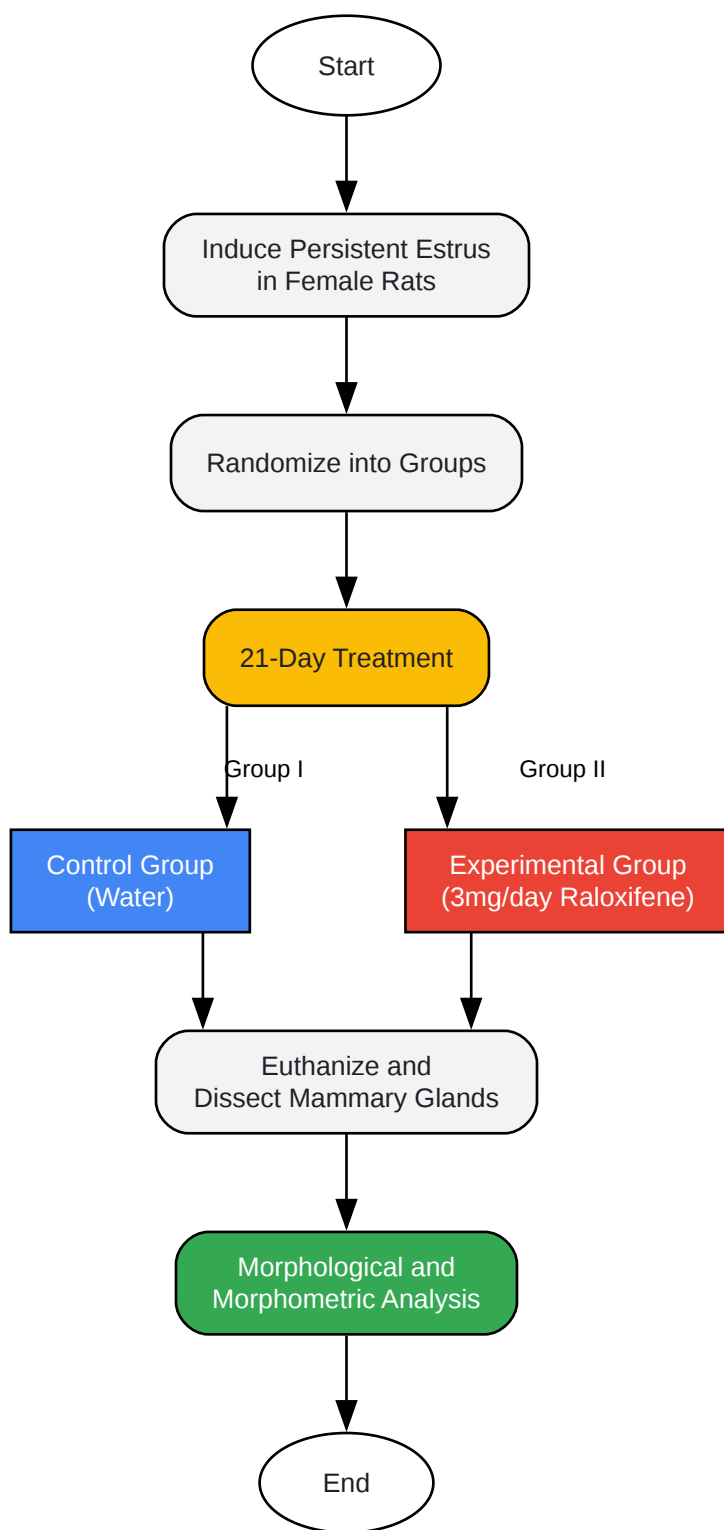 Start
Induce Persistent Estrus
in Female Rats
Randomize into Groups
21-Day Treatment
Group I
Group II
Control Group
(Water)
Experimental Group
(3mg/day Raloxifene)
Euthanize and
Dissect Mammary Glands
Morphological and
Morphometric Analysis
End